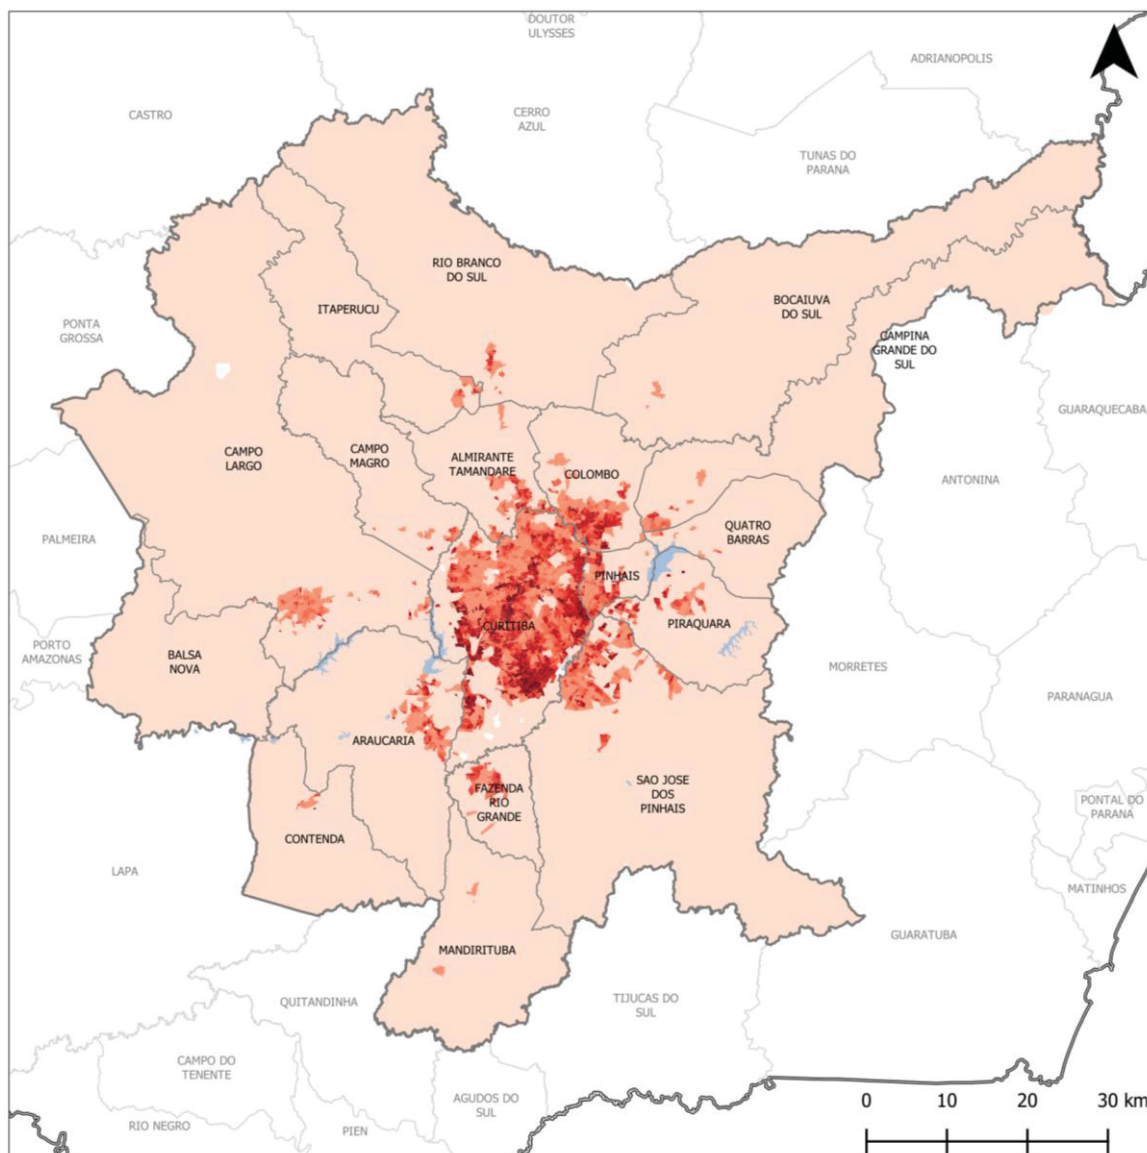 DOUTOR
ULYSSES
ADRIANOPOLIS
CASTRO
CERRO
AZUL
TUNAS DO
PARANA
RIO BRANCO
DO SUL
ITAPERUCU
BOCAIUVA
DO SUL
PONTA
GROSSA
CAMPINA
GRANDE DO
SUL
GUARAQUECABA
CAMPO
LARGO
CAMPO
MAGRO
ALMIRANTE
TAMANDARE
COLOMBO
ANTONINA
PALMEIRA
QUATRO
BARRAS
PINHAIS
CURITIBA
PIRAQUARA
PORTO
AMAZONAS
BALSA
NOVA
MORRETES
PARANAGUA
ARAUCARIA
FAZENDA
RIO
GRANDE
SAO JOSE
DOS
PINHAIS
PONTAL DO
PARANA
CONTENDA
LAPA
MATINHOS
GUARATUBA
MANDIRITUBA
QUITANDINHA
TIJUCAS DO
SUL
CAMPO DO
TENENTE
AGUDOS DO
SUL
RIO NEGRO
PIEN
0 10 20 30 km